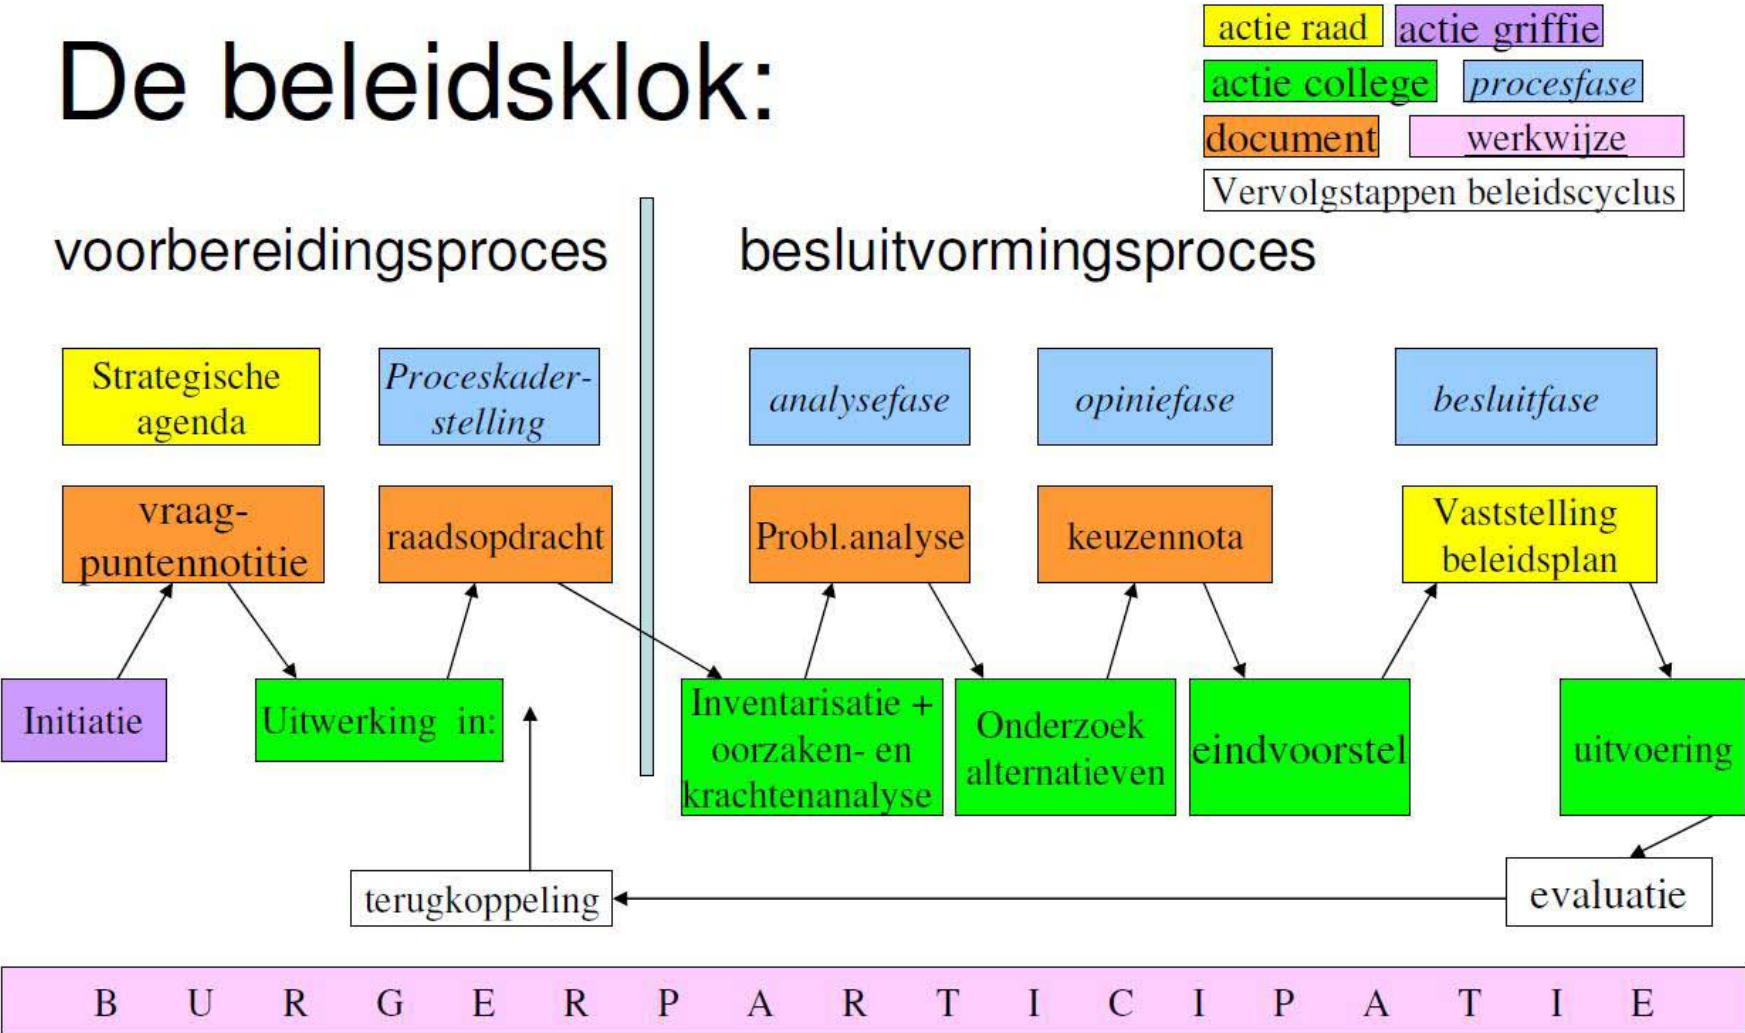 De beleidsklok:
actie raad
actie griffie
actie college
procesfase
document
werkwijze
Vervolgstappen beleidscyclus
voorbereidingsproces
besluitvormingsproces
Strategische
agenda
Proceskader-
stelling
analysefase
opiniefase
besluitfase
vraag-
puntennotitie
raadsopdracht
Probl.analyse
keuzennota
Vaststelling
beleidsplan
Initiatie
Uitwerking in:
Inventarisatie +
oorzaken- en
krachtenanalyse
Onderzoek
alternatieven
eindvoorstel
uitvoering
terugkoppeling
evaluatie
B U R G E R P A R T I C I P A T I E